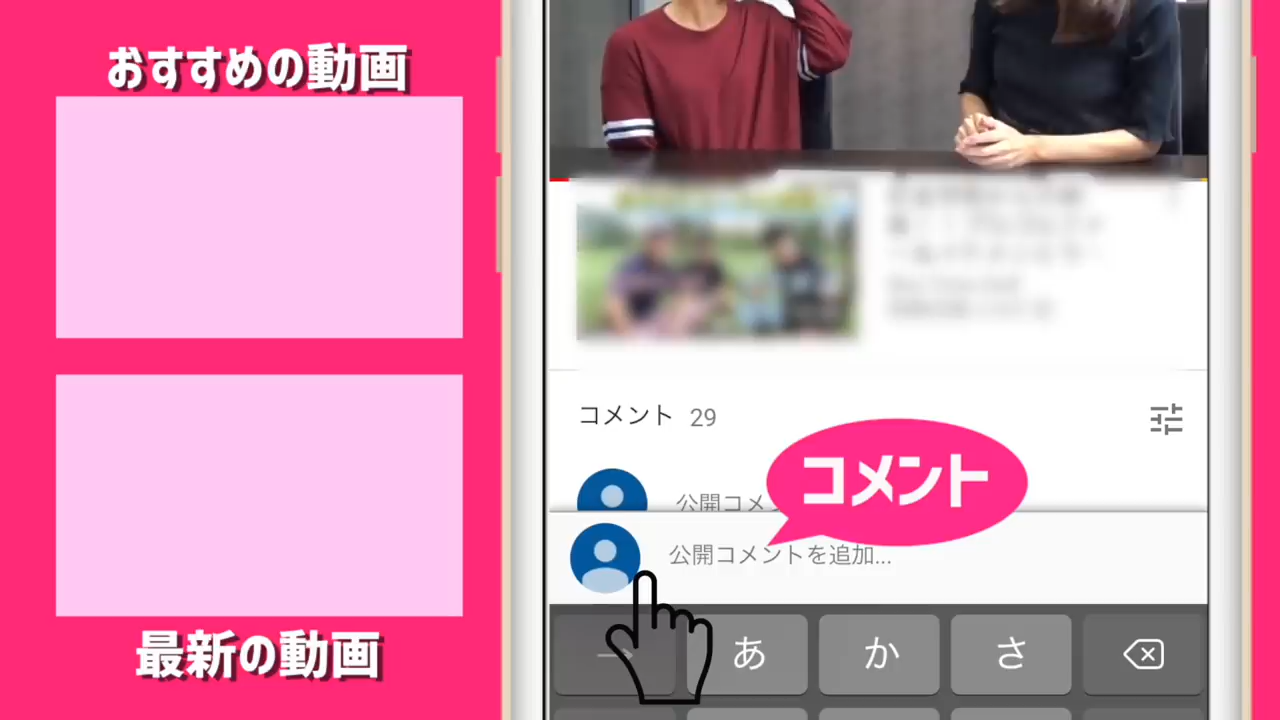 おすすめの動画
最新の動画
コメント 29
コメント
公開コメ
公開コメントを追加...
あ
か
さ